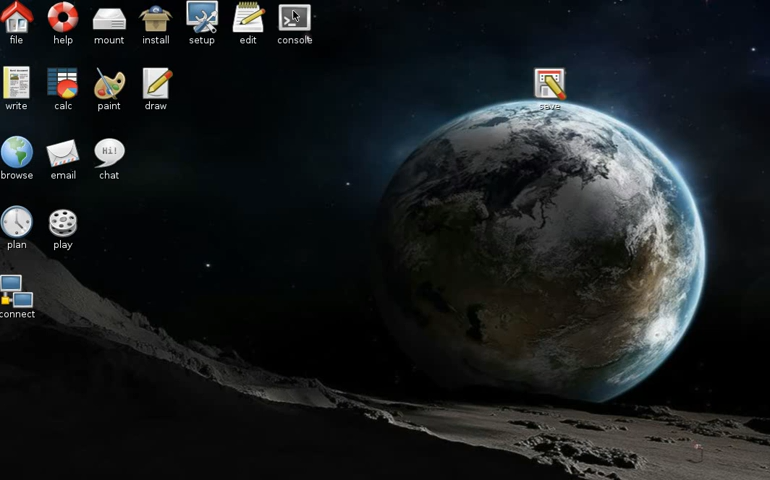 file help mount install setup edit console
write calc paint draw save
browse email chat
Hi!
plan play
connect